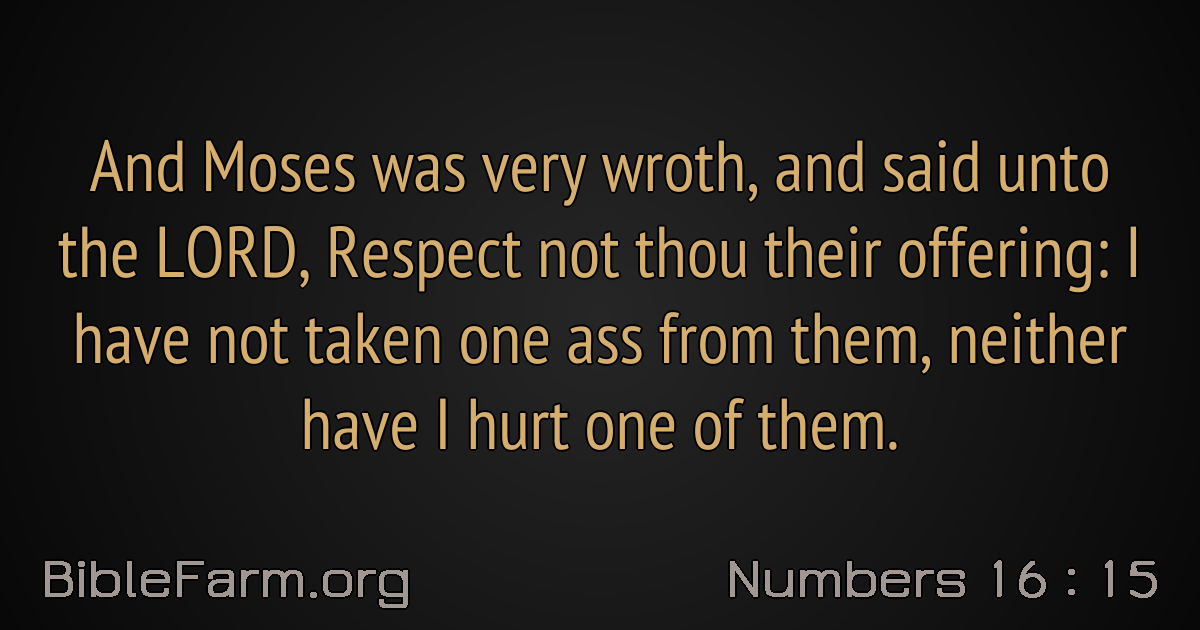 And Moses was very wroth, and said unto
the LORD, Respect not thou their offering: I
have not taken one ass from them, neither
have I hurt one of them.
BibleFarm.org
Numbers 16 : 15